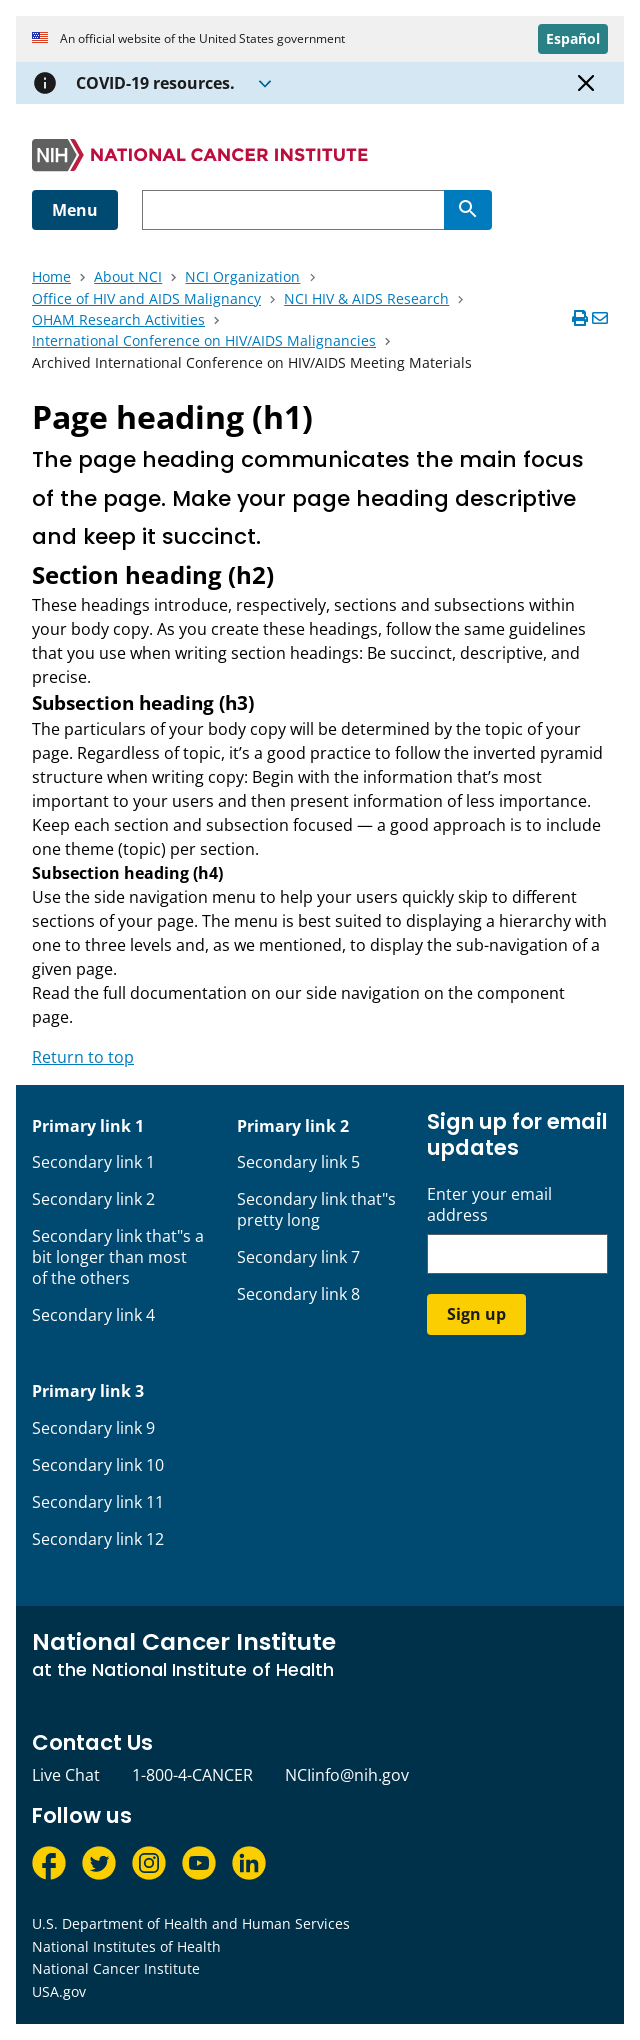 An official website of the United States government
Español
COVID-19 resources.
NIH NATIONAL CANCER INSTITUTE
Menu
Home > About NCI > NCI Organization >
Office of HIV and AIDS Malignancy > NCI HIV & AIDS Research >
OHAM Research Activities >
International Conference on HIV/AIDS Malignancies >
Archived International Conference on HIV/AIDS Meeting Materials
Page heading (h1)
The page heading communicates the main focus
of the page. Make your page heading descriptive
and keep it succinct.
Section heading (h2)
These headings introduce, respectively, sections and subsections within
your body copy. As you create these headings, follow the same guidelines
that you use when writing section headings: Be succinct, descriptive, and
precise.
Subsection heading (h3)
The particulars of your body copy will be determined by the topic of your
page. Regardless of topic, it’s a good practice to follow the inverted pyramid
structure when writing copy: Begin with the information that’s most
important to your users and then present information of less importance.
Keep each section and subsection focused — a good approach is to include
one theme (topic) per section.
Subsection heading (h4)
Use the side navigation menu to help your users quickly skip to different
sections of your page. The menu is best suited to displaying a hierarchy with
one to three levels and, as we mentioned, to display the sub-navigation of a
given page.
Read the full documentation on our side navigation on the component
page.
Return to top
Primary link 1
Secondary link 1
Secondary link 2
Secondary link that"s a
bit longer than most
of the others
Secondary link 4
Primary link 2
Secondary link 5
Secondary link that"s
pretty long
Secondary link 7
Secondary link 8
Primary link 3
Secondary link 9
Secondary link 10
Secondary link 11
Secondary link 12
Sign up for email
updates
Enter your email
address
Sign up
National Cancer Institute
at the National Institute of Health
Contact Us
Live Chat 1-800-4-CANCER NCIinfo@nih.gov
Follow us
U.S. Department of Health and Human Services
National Institutes of Health
National Cancer Institute
USA.gov